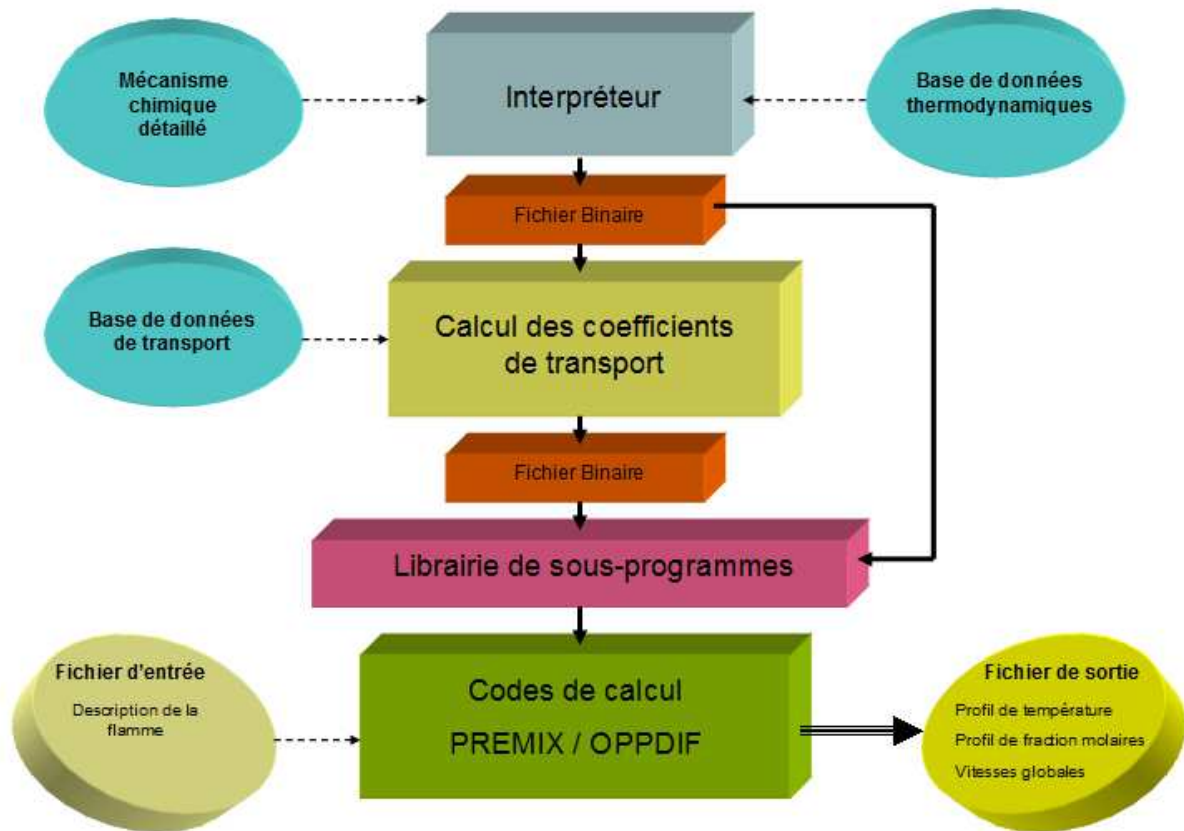 Mécanisme
chimique
détaillé
Interpréteur
Base de données
thermodynamiques
Fichier Binaire
Base de données
de transport
Calcul des coefficients
de transport
Fichier Binaire
Librairie de sous-programmes
Fichier d'entrée
Description de la
flamme
Codes de calcul
PREMIX / OPPDIF
Fichier de sortie
Profil de température
Profil de fraction molaires
Vitesses globales